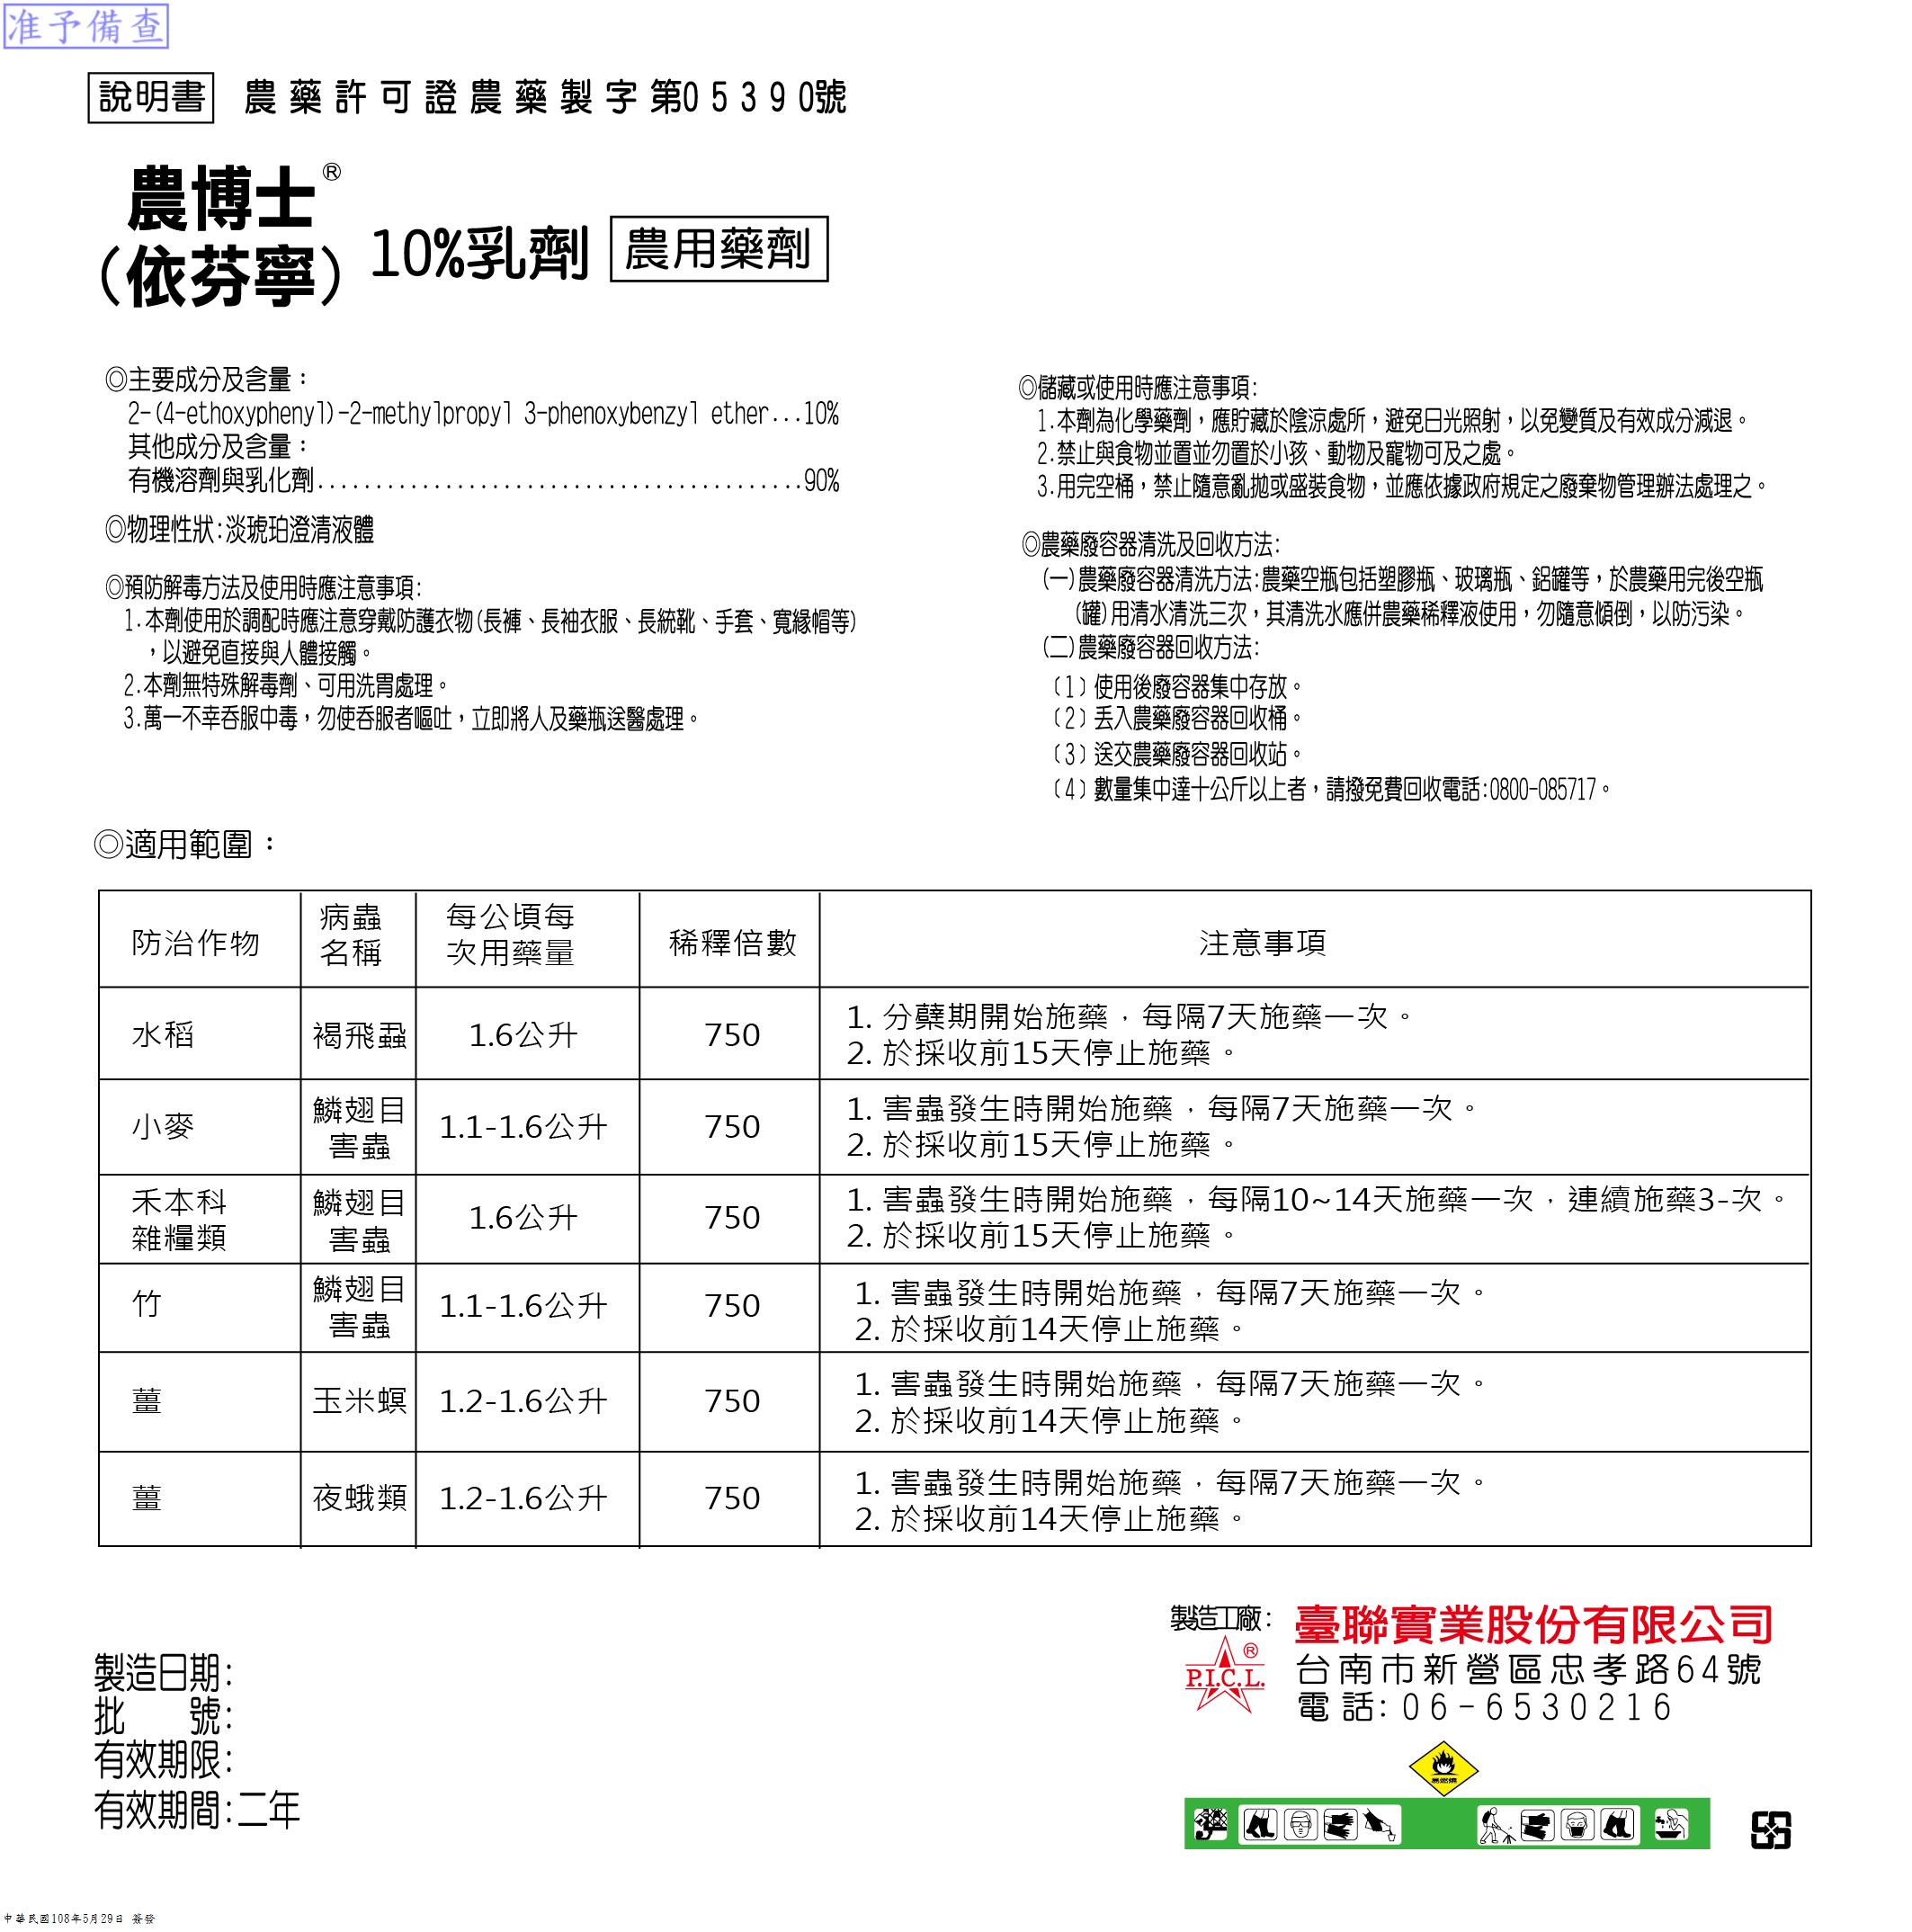 准予備查
說明書 農藥許可證農藥製字第05390號
農博士®
(依芬寧) 10%乳劑 農用藥劑
◎主要成分及含量：
2-(4-ethoxyphenyl)-2-methylpropyl 3-phenoxybenzyl ether...10%
其他成分及含量：
有機溶劑與乳化劑..........................................90%
◎物理性狀:淡琥珀澄清液體
◎預防解毒方法及使用時應注意事項:
1.本劑使用於調配時應注意穿戴防護衣物(長褲、長袖衣服、長統靴、手套、寬緣帽等)
，以避免直接與人體接觸。
2.本劑無特殊解毒劑、可用洗胃處理。
3.萬一不幸吞服中毒，勿使吞服者嘔吐，立即將人及藥瓶送醫處理。
◎儲藏或使用時應注意事項:
1.本劑為化學藥劑，應貯藏於陰涼處所，避免日光照射，以免變質及有效成分減退。
2.禁止與食物並置並勿置於小孩、動物及寵物可及之處。
3.用完空桶，禁止隨意亂拋或盛裝食物，並應依據政府規定之廢棄物管理辦法處理之。
◎農藥廢容器清洗及回收方法:
(一)農藥廢容器清洗方法:農藥空瓶包括塑膠瓶、玻璃瓶、鋁罐等，於農藥用完後空瓶
(罐)用清水清洗三次，其清洗水應併農藥稀釋液使用，勿隨意傾倒，以防污染。
(二)農藥廢容器回收方法:
〔1〕使用後廢容器集中存放。
〔2〕丟入農藥廢容器回收桶。
〔3〕送交農藥廢容器回收站。
〔4〕數量集中達十公斤以上者，請撥免費回收電話:0800-085717。
◎適用範圍：
防治作物 病蟲名稱 每公頃每次用藥量 稀釋倍數 注意事項
水稻 褐飛蝨 1.6公升 750 1. 分蘗期開始施藥，每隔7天施藥一次。
2. 於採收前15天停止施藥。
小麥 鱗翅目害蟲 1.1-1.6公升 750 1. 害蟲發生時開始施藥，每隔7天施藥一次。
2. 於採收前15天停止施藥。
禾本科雜糧類 鱗翅目害蟲 1.6公升 750 1. 害蟲發生時開始施藥，每隔10~14天施藥一次，連續施藥3-次。
2. 於採收前15天停止施藥。
竹 鱗翅目害蟲 1.1-1.6公升 750 1. 害蟲發生時開始施藥，每隔7天施藥一次。
2. 於採收前14天停止施藥。
薑 玉米螟 1.2-1.6公升 750 1. 害蟲發生時開始施藥，每隔7天施藥一次。
2. 於採收前14天停止施藥。
薑 夜蛾類 1.2-1.6公升 750 1. 害蟲發生時開始施藥，每隔7天施藥一次。
2. 於採收前14天停止施藥。
製造日期:
批 號:
有效期限:
有效期間:二年
製造工廠: 臺聯實業股份有限公司
P.I.C.L.® 台南市新營區忠孝路64號
電話: 06-6530216
中華民國108年5月29日 簽發